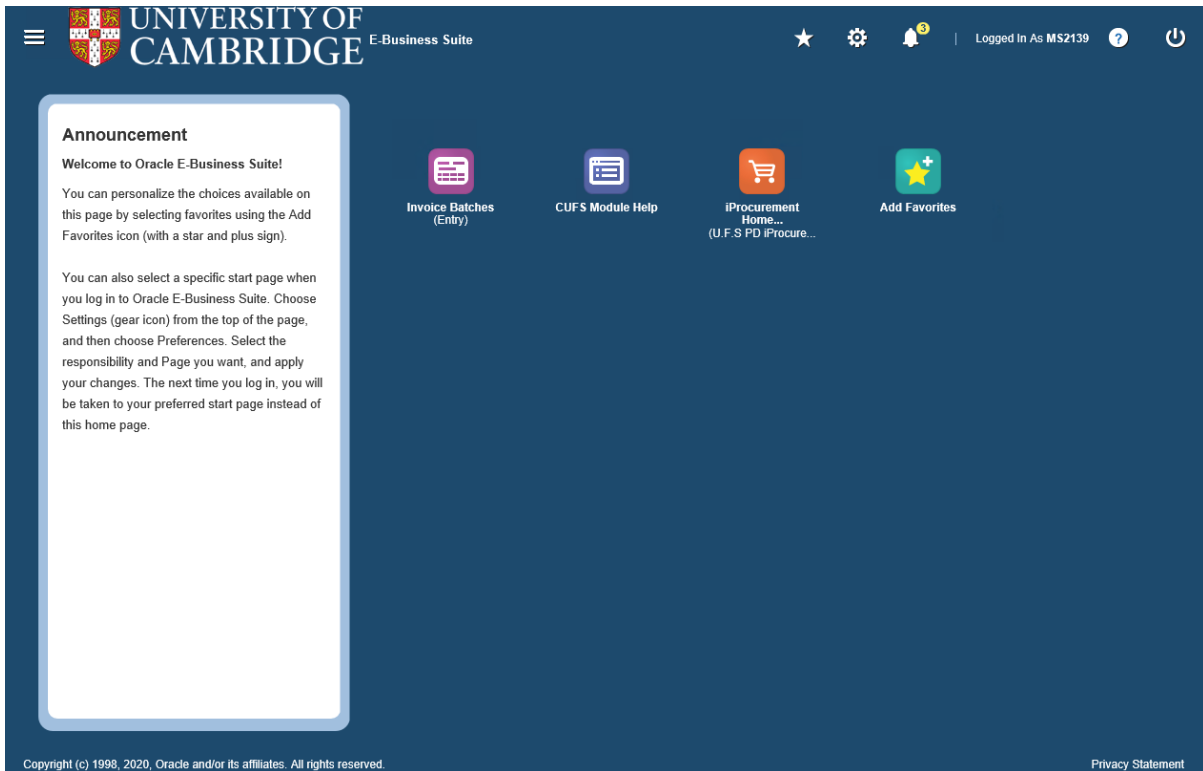 UNIVERSITY OF
CAMBRIDGE
E-Business Suite
3
Logged In As MS2139
?
Announcement
Welcome to Oracle E-Business Suite!
You can personalize the choices available on
this page by selecting favorites using the Add
Favorites icon (with a star and plus sign).
You can also select a specific start page when
you log in to Oracle E-Business Suite. Choose
Settings (gear icon) from the top of the page,
and then choose Preferences. Select the
responsibility and Page you want, and apply
your changes. The next time you log in, you will
be taken to your preferred start page instead of
this home page.
Invoice Batches
(Entry)
CUFS Module Help
iProcurement
Home...
(U.F.S PD iProcure...
Add Favorites
Copyright (c) 1998, 2020, Oracle and/or its affiliates. All rights reserved.
Privacy Statement